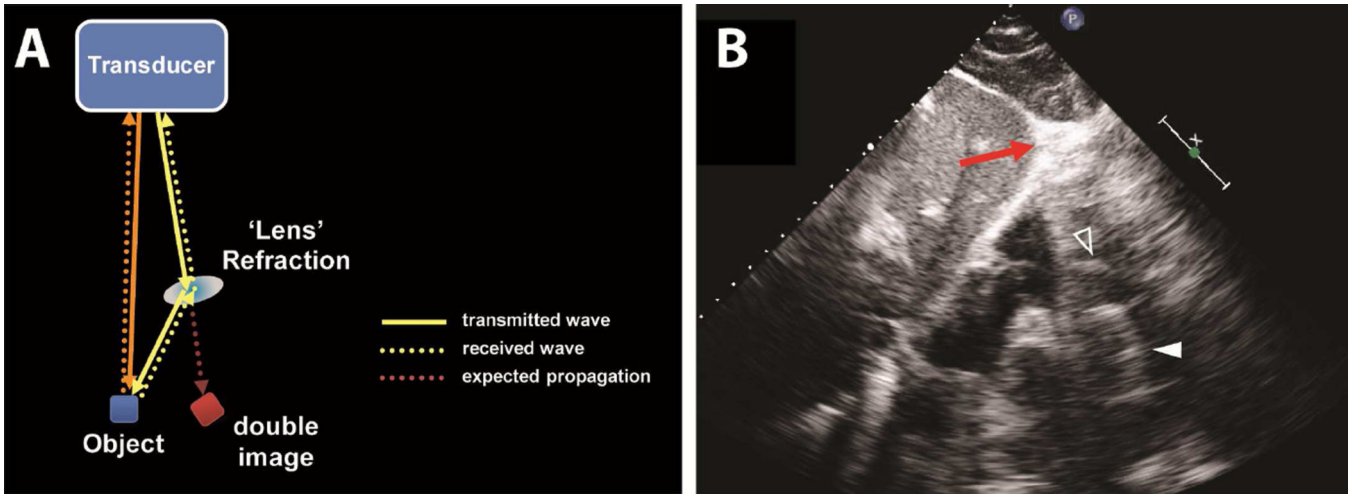 A
Transducer
‘Lens’
Refraction
transmitted wave
received wave
expected propagation
Object
double
image
B
P
X